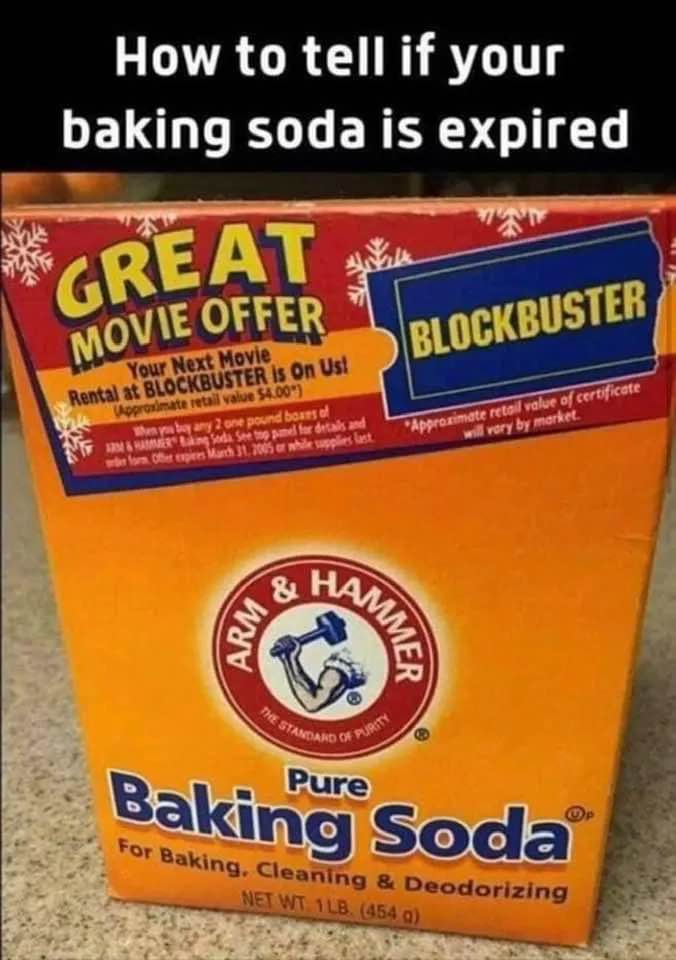 How to tell if your
baking soda is expired
GREAT
MOVIE OFFER
Your Next Movie
Rental at BLOCKBUSTER is On Us!
(Approximate retail value $4.00*)
When you buy any 2 one pound boxes of
ARM & HAMMER® Baking Soda. See top panel for details and
order form. Offer expires March 31, 2005 or while supplies last.
BLOCKBUSTER
*Approximate retail value of certificate
will vary by market.
ARM & HAMMER
THE STANDARD OF PURITY
®
®
Pure
Baking Soda
UP
For Baking, Cleaning & Deodorizing
NET WT. 1 LB. (454 g)